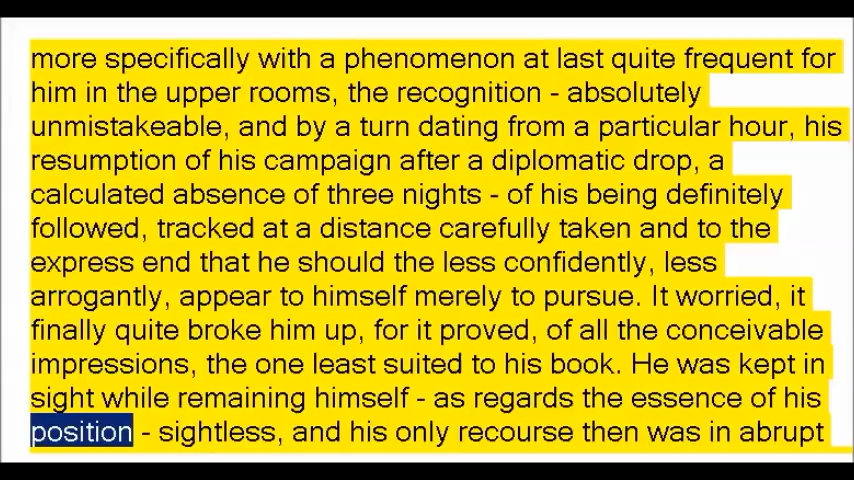 more specifically with a phenomenon at last quite frequent for
him in the upper rooms, the recognition - absolutely
unmistakeable, and by a turn dating from a particular hour, his
resumption of his campaign after a diplomatic drop, a
calculated absence of three nights - of his being definitely
followed, tracked at a distance carefully taken and to the
express end that he should the less confidently, less
arrogantly, appear to himself merely to pursue. It worried, it
finally quite broke him up, for it proved, of all the conceivable
impressions, the one least suited to his book. He was kept in
sight while remaining himself - as regards the essence of his
position - sightless, and his only recourse then was in abrupt